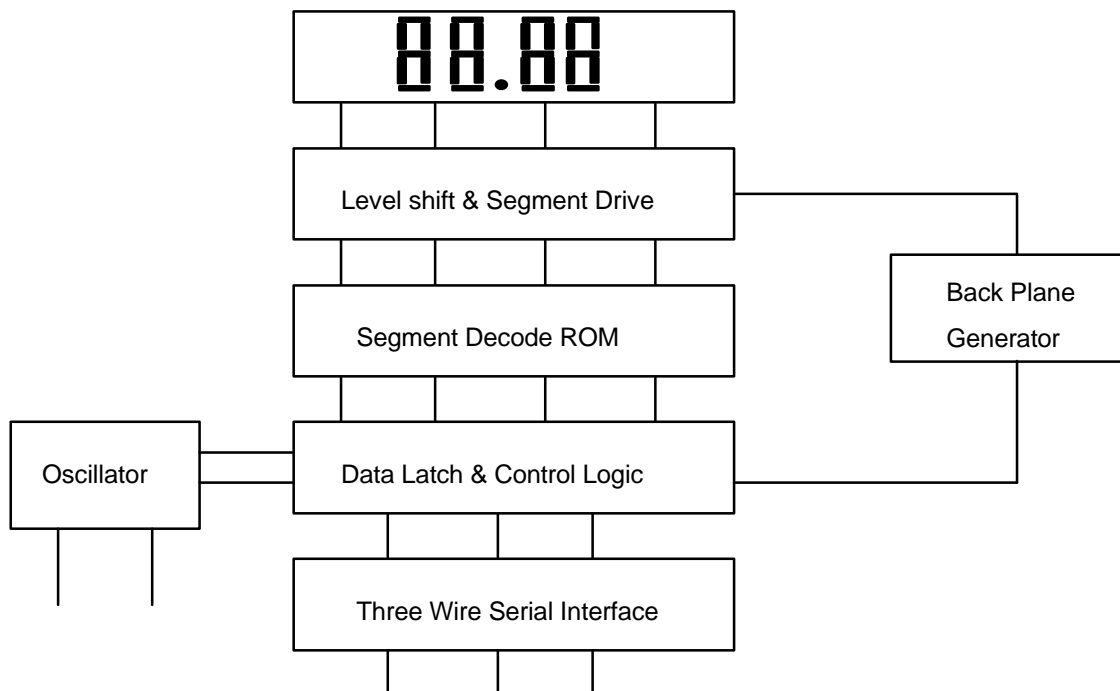 88.88
Level shift & Segment Drive
Back Plane
Generator
Segment Decode ROM
Oscillator
Data Latch & Control Logic
Three Wire Serial Interface